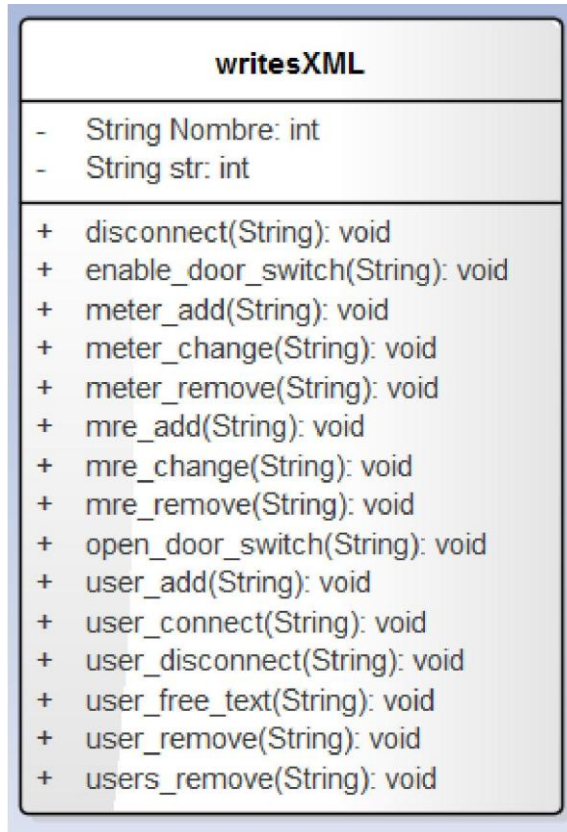 writesXML
- String Nombre: int
- String str: int
+ disconnect(String): void
+ enable_door_switch(String): void
+ meter_add(String): void
+ meter_change(String): void
+ meter_remove(String): void
+ mre_add(String): void
+ mre_change(String): void
+ mre_remove(String): void
+ open_door_switch(String): void
+ user_add(String): void
+ user_connect(String): void
+ user_disconnect(String): void
+ user_free_text(String): void
+ user_remove(String): void
+ users_remove(String): void